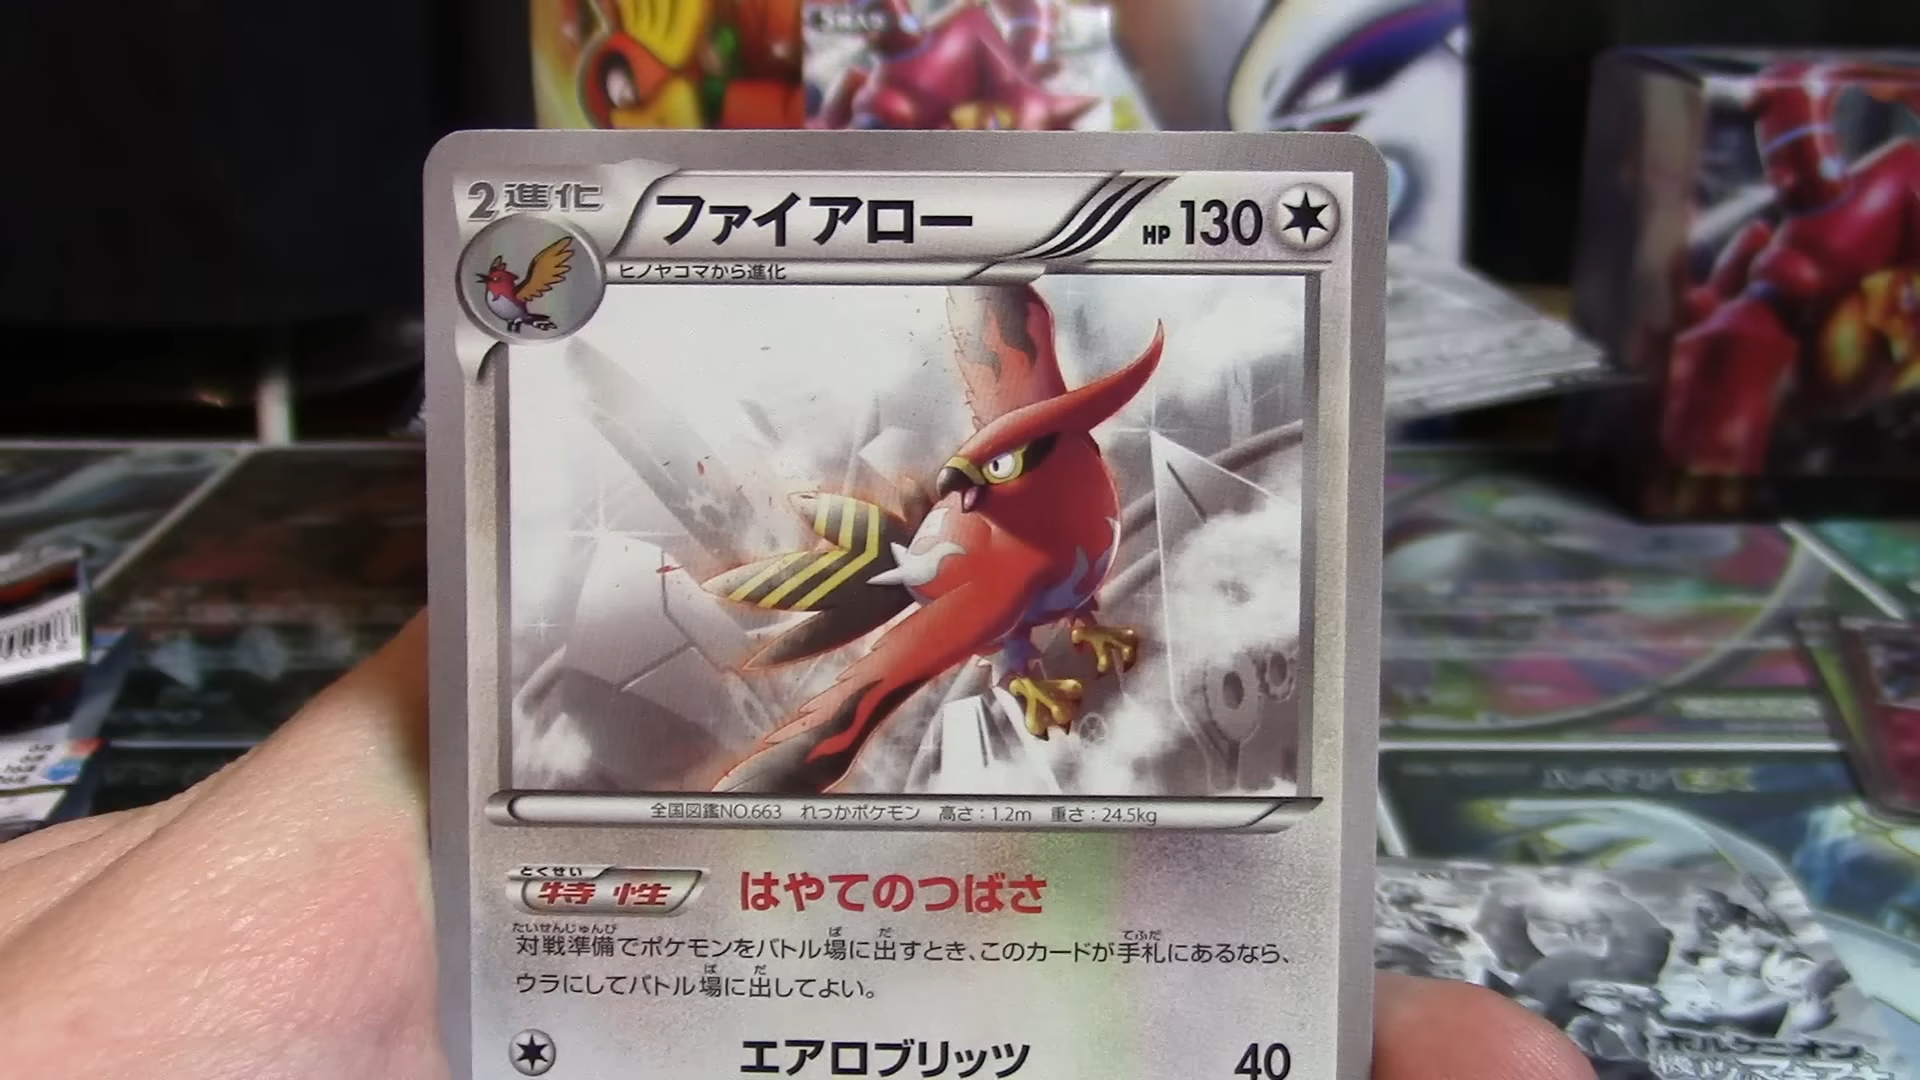 2進化
ファイアロー
HP 130
ヒノヤコマから進化
全国図鑑NO.663 れっかポケモン 高さ：1.2m 重さ：24.5kg
とくせい
特性
はやてのつばさ
たいせんじゅんび ば だ てふだ
対戦準備でポケモンをバトル場に出すとき、このカードが手札にあるなら、
ば だ
ウラにしてバトル場に出してよい。
エアロブリッツ 40
ボルケニオン